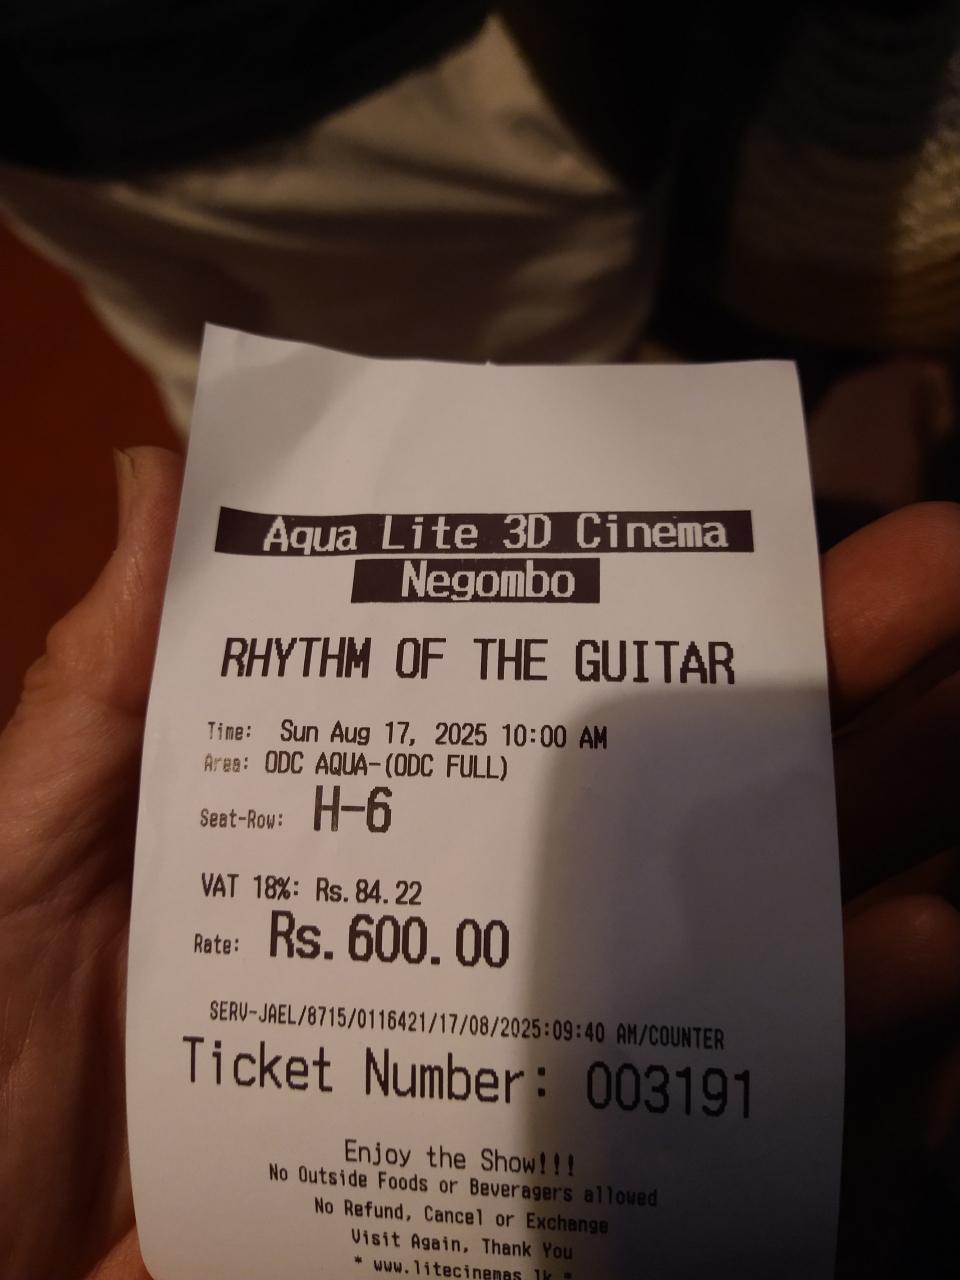 Aqua Lite 3D Cinema
Negombo
RHYTHM OF THE GUITAR
Time: Sun Aug 17, 2025 10:00 AM
Area: ODC AQUA-(ODC FULL)
Seat-Row: H-6
VAT 18%: Rs.84.22
Rate: Rs.600.00
SERV-JAEL/8715/0116421/17/08/2025:09:40 AM/COUNTER
Ticket Number: 003191
Enjoy the Show!!!
No Outside Foods or Beveragers allowed
No Refund, Cancel or Exchange
Visit Again, Thank You
* www.litecinemas.lk *